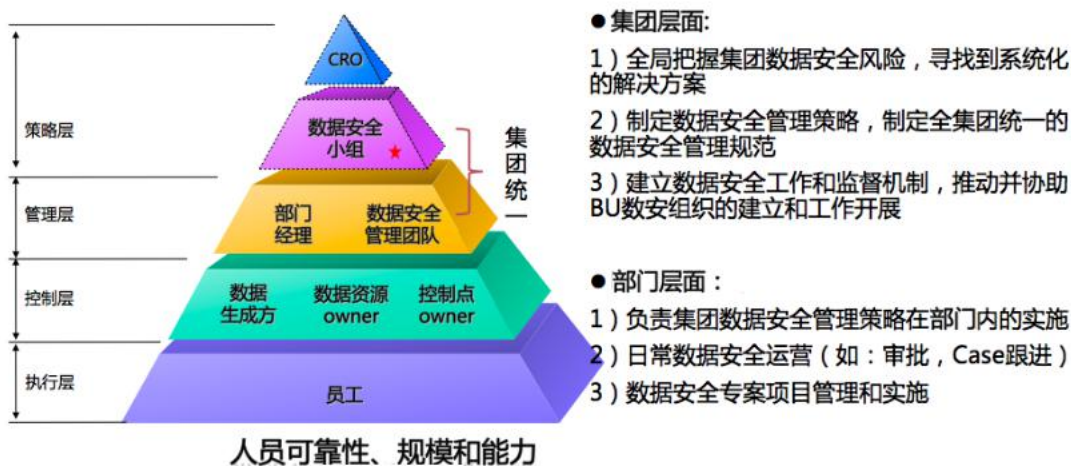 策略层
管理层
控制层
执行层
CRO
数据安全
小组
部门
经理
数据安全
管理团队
集团统一
数据
生成方
数据资源
owner
控制点
owner
员工
人员可靠性、规模和能力
●集团层面:
1）全局把握集团数据安全风险，寻找到系统化
的解决方案
2）制定数据安全管理策略，制定全集团统一的
数据安全管理规范
3）建立数据安全工作和监督机制，推动并协助
BU数安组织的建立和工作开展
●部门层面：
1）负责集团数据安全管理策略在部门内的实施
2）日常数据安全运营（如：审批，Case跟进）
3）数据安全专案项目管理和实施